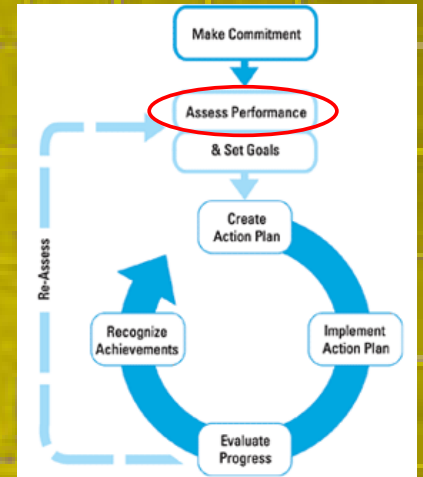 Make Commitment
Assess Performance
& Set Goals
Create
Action Plan
Re-Assess
Recognize
Achievements
Implement
Action Plan
Evaluate
Progress